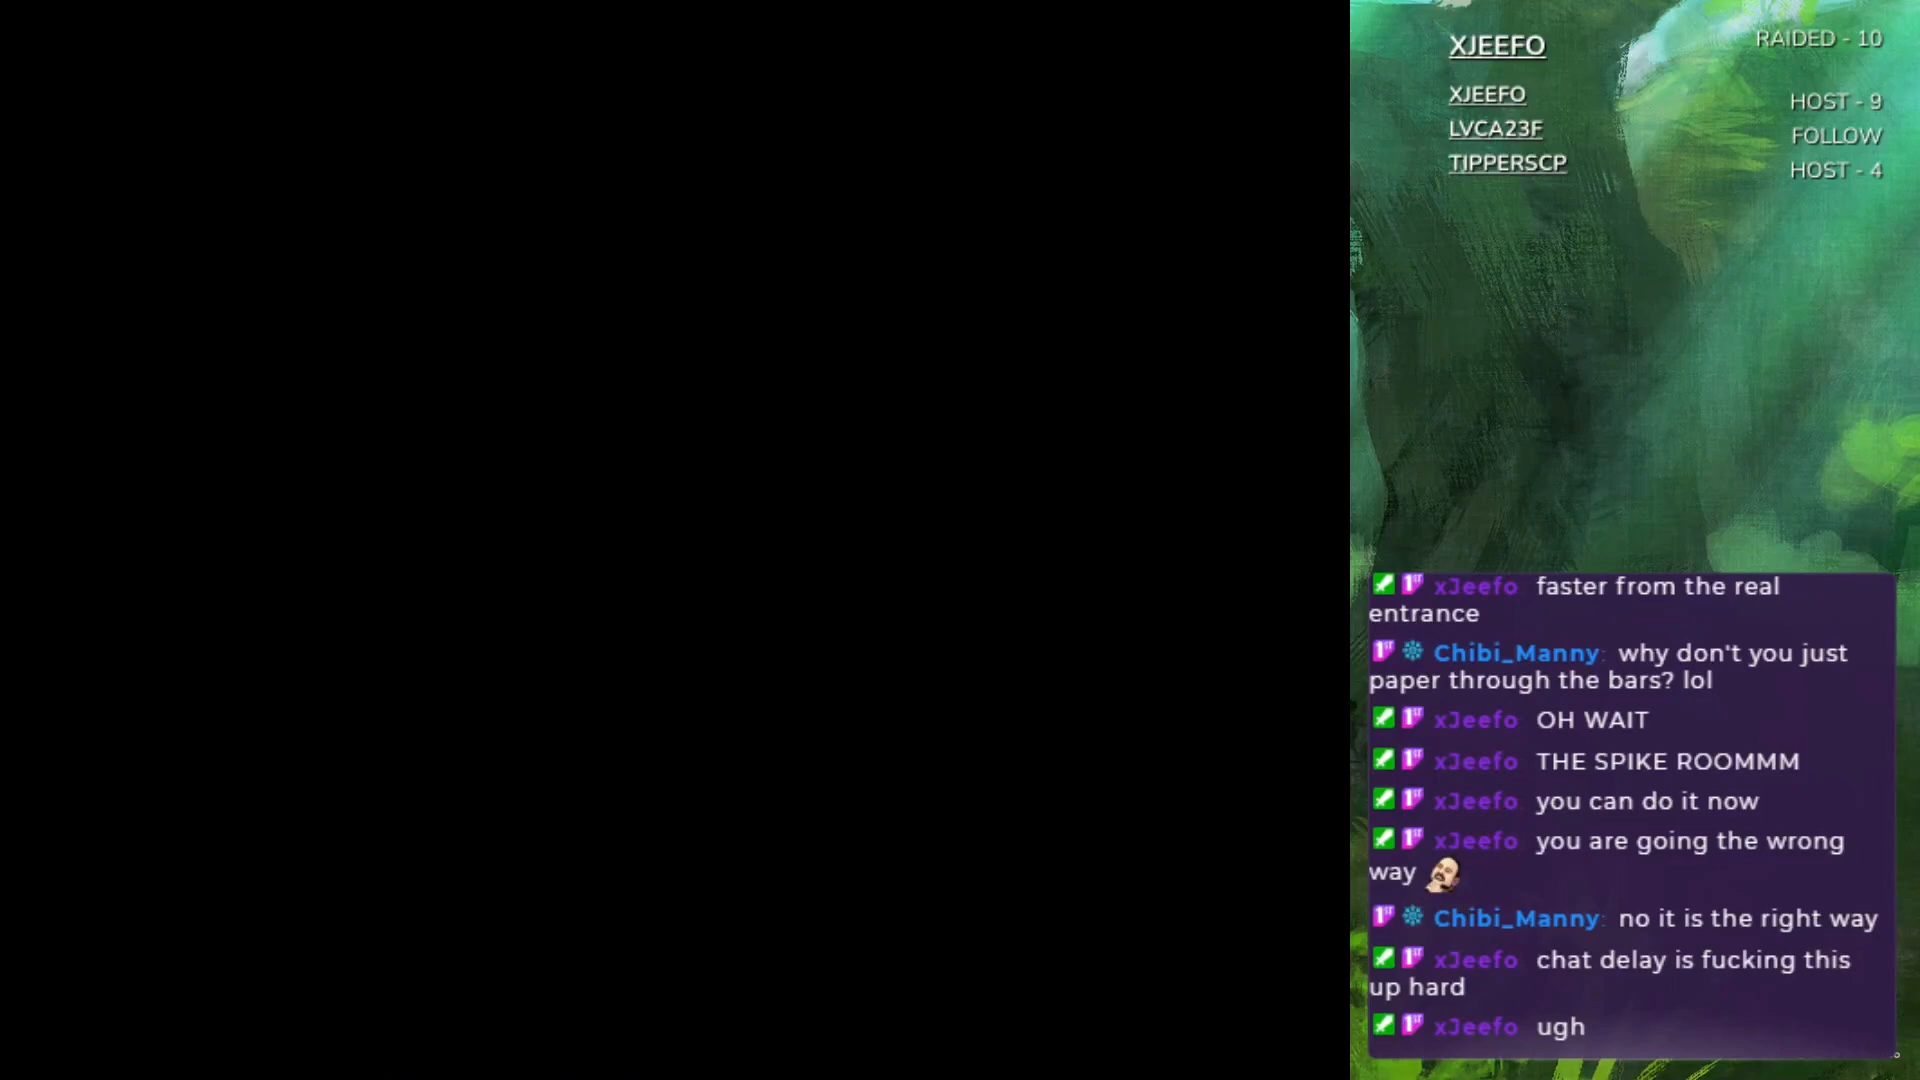 XJEEFO RAIDED - 10
XJEEFO HOST - 9
LVCA23F FOLLOW
TIPPERSCP HOST - 4
xJeefo faster from the real
entrance
Chibi_Manny: why don't you just
paper through the bars? lol
xJeefo OH WAIT
xJeefo THE SPIKE ROOMMM
xJeefo you can do it now
xJeefo you are going the wrong
way
Chibi_Manny: no it is the right way
xJeefo chat delay is fucking this
up hard
xJeefo ugh